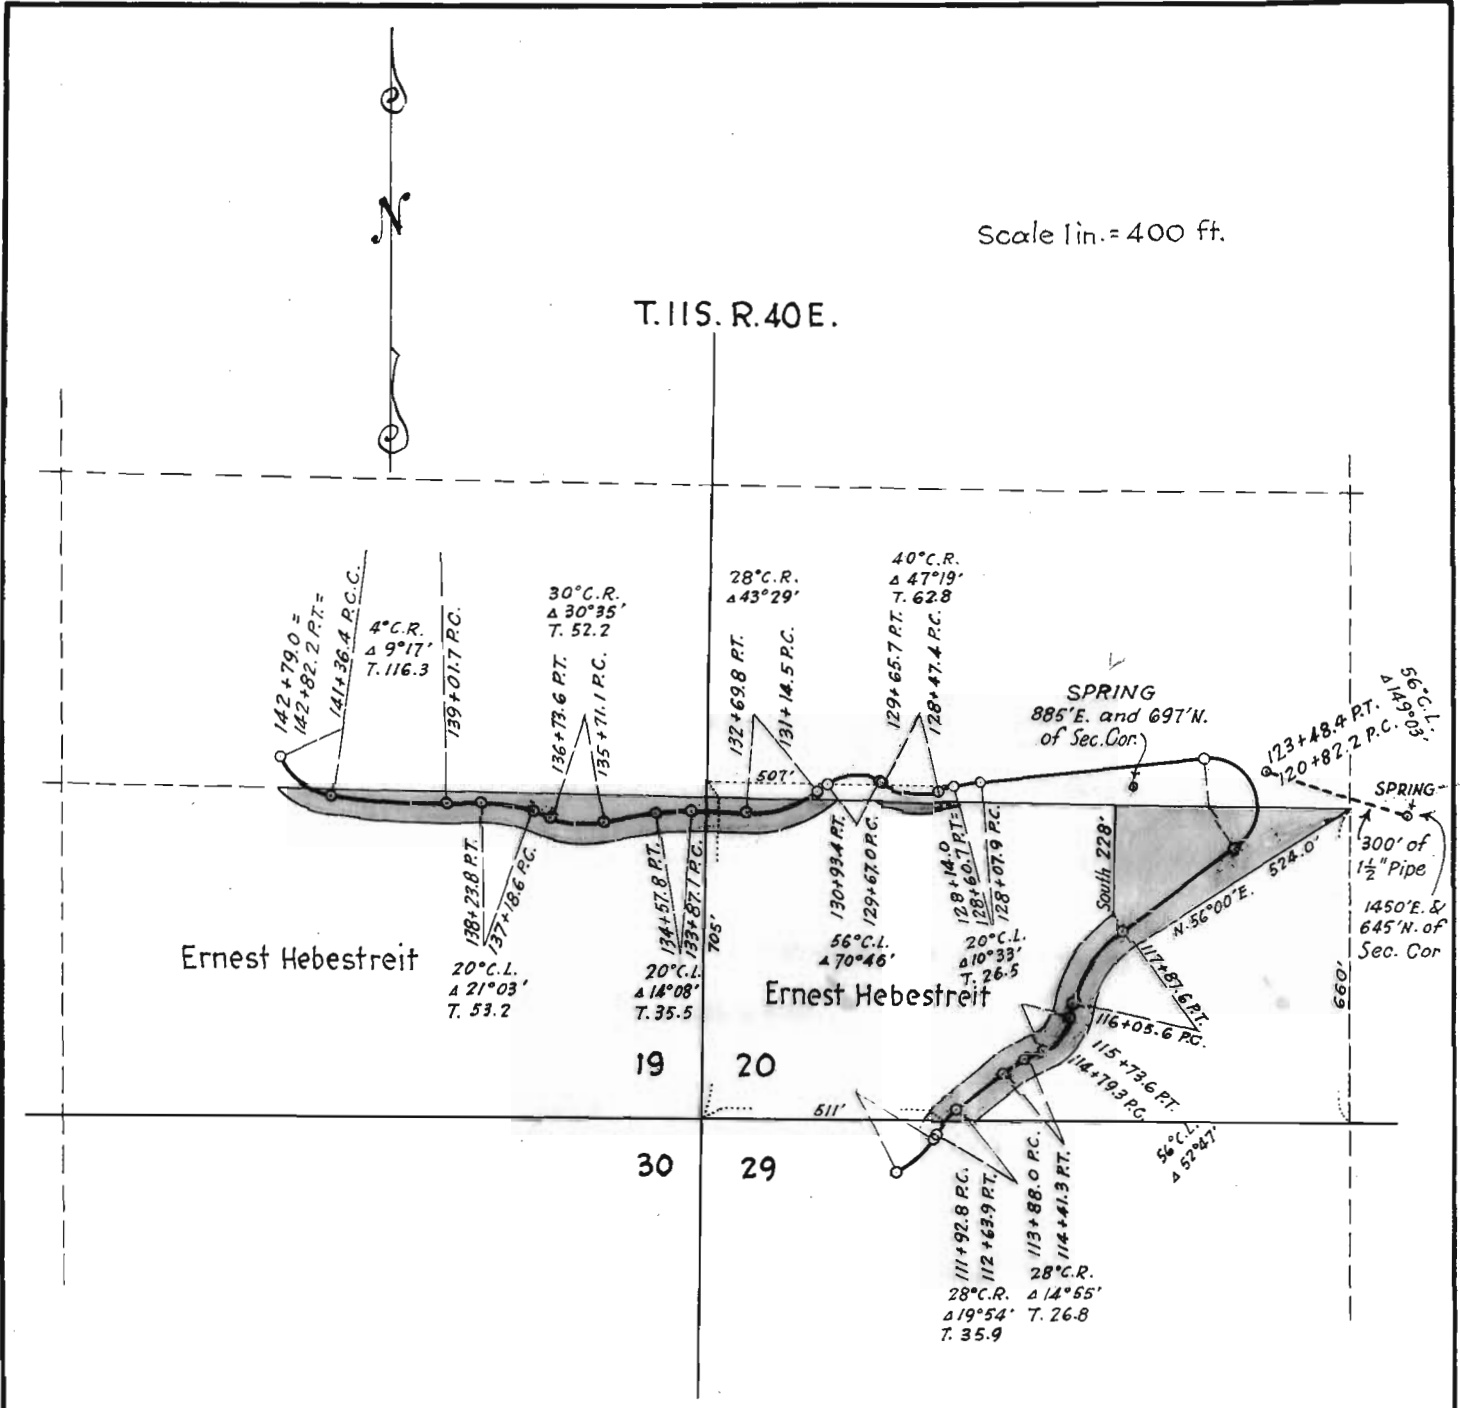 N
Scale 1 in. = 400 ft.
T.11S. R.40E.
142+79.0 =
142+82.2 P.T. =
141+36.4 P.C.C.
4°C.R.
Δ 9°17'
T. 116.3
139+01.7 P.C.
30°C.R.
Δ 30°35'
T. 52.2
136+73.6 P.T.
135+71.1 P.C.
28°C.R.
Δ 43°29'
132+69.8 P.T.
131+14.5 P.C.
40°C.R.
Δ 47°19'
T. 62.8
129+65.7 P.T.
128+47.4 P.C.
SPRING
885'E. and 697'N.
of Sec. Cor.
56°C.L.
Δ 149°03'
123+48.4 P.T.
120+82.2 P.C.
SPRING
300' of
1½" Pipe
1450'E. &
645'N. of
Sec. Cor
507'
138+23.8 P.T.
137+18.6 P.C.
20°C.L.
Δ 21°03'
T. 53.2
134+57.8 P.T.
133+87.1 P.C.
20°C.L.
Δ 14°08'
T. 35.5
705'
130+93.4 P.T.
129+67.0 P.C.
56°C.L.
Δ 70°46'
128+14.0
128+60.7 P.T. =
128+07.9 P.C.
20°C.L.
Δ 10°33'
T. 26.5
South 228'
524.0'
N. 56°00'E.
660'
Ernest Hebestreit
Ernest Hebestreit
117+87.6 P.T.
116+05.6 P.C.
115+73.6 P.T.
114+79.3 P.C.
56°C.L.
Δ 52°47'
19
20
511'
30
29
111+92.8 P.C.
112+63.9 P.T.
28°C.R.
Δ 19°54'
T. 35.9
113+88.0 P.C.
114+41.3 P.T.
28°C.R.
Δ 14°55'
T. 26.8